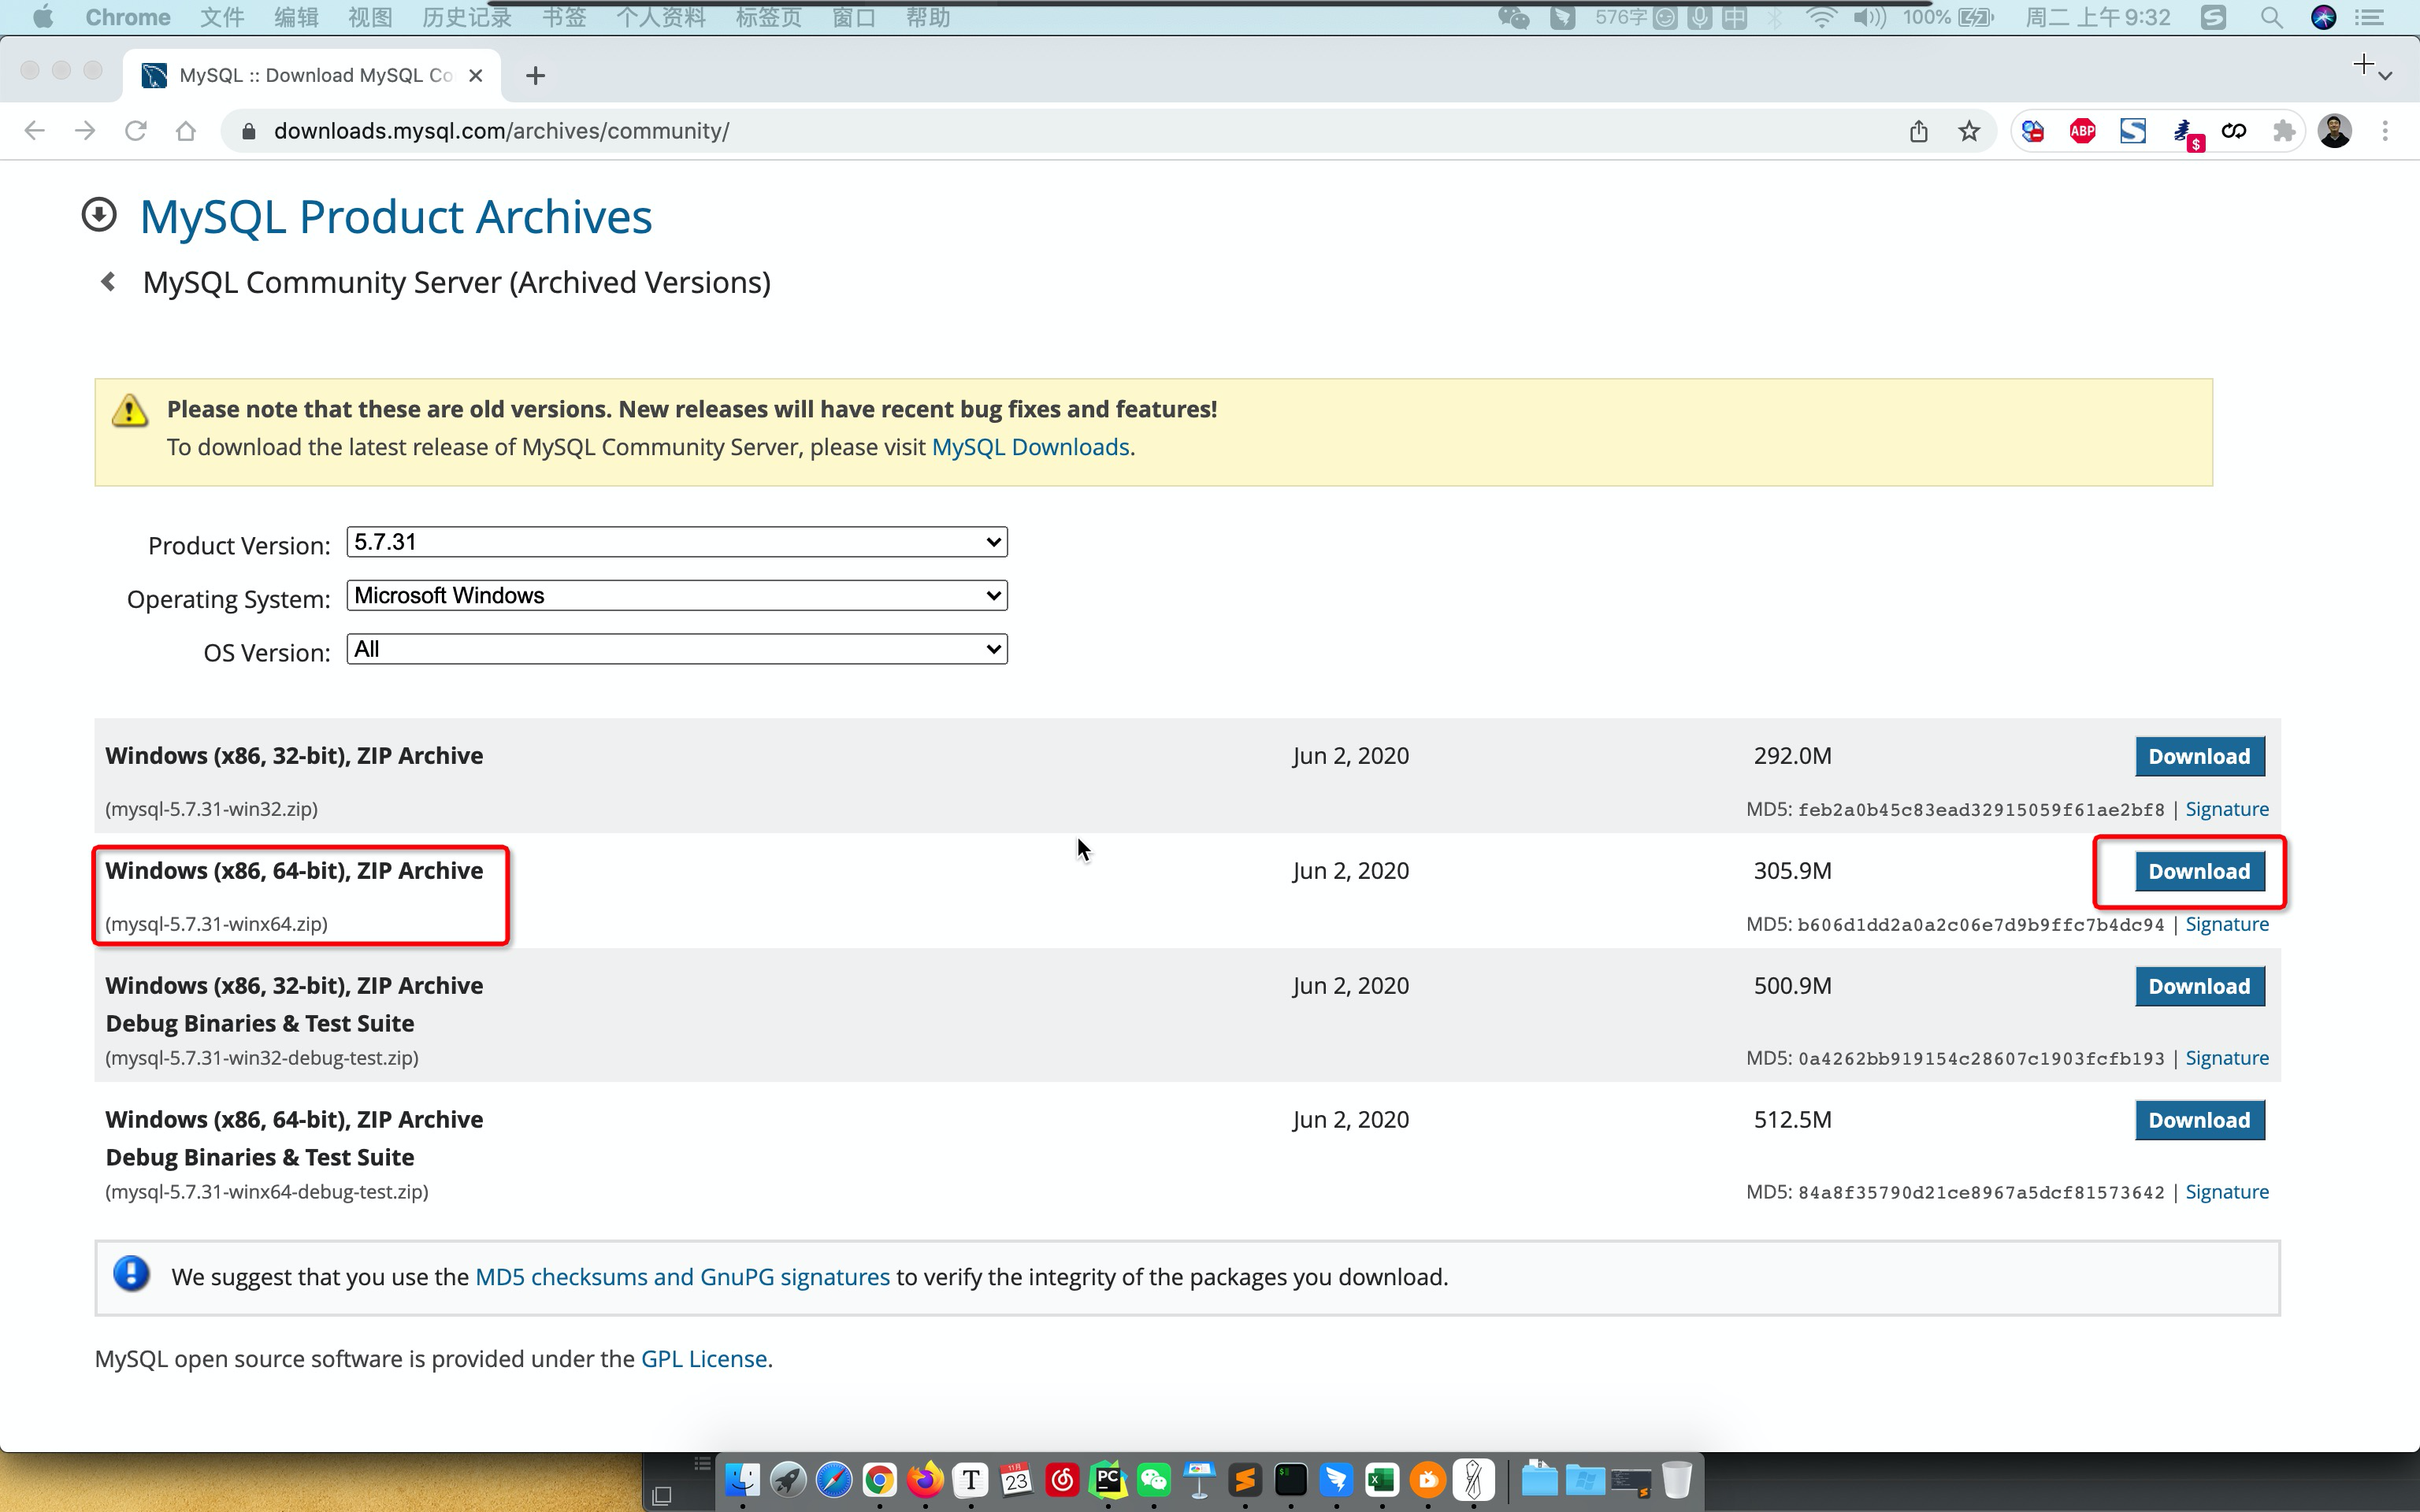 Chrome 文件 编辑 视图 历史记录 书签 个人资料 标签页 窗口 帮助 576字 中 100% 周二 上午 9:32
MySQL :: Download MySQL Co
downloads.mysql.com/archives/community/
ABP
$
MySQL Product Archives
MySQL Community Server (Archived Versions)
Please note that these are old versions. New releases will have recent bug fixes and features!
To download the latest release of MySQL Community Server, please visit MySQL Downloads.
Product Version: 5.7.31
Operating System: Microsoft Windows
OS Version: All
Windows (x86, 32-bit), ZIP Archive Jun 2, 2020 292.0M Download
(mysql-5.7.31-win32.zip) MD5: feb2a0b45c83ead32915059f61ae2bf8 | Signature
Windows (x86, 64-bit), ZIP Archive Jun 2, 2020 305.9M Download
(mysql-5.7.31-winx64.zip) MD5: b606d1dd2a0a2c06e7d9b9ffc7b4dc94 | Signature
Windows (x86, 32-bit), ZIP Archive Jun 2, 2020 500.9M Download
Debug Binaries & Test Suite
(mysql-5.7.31-win32-debug-test.zip) MD5: 0a4262bb919154c28607c1903fcfb193 | Signature
Windows (x86, 64-bit), ZIP Archive Jun 2, 2020 512.5M Download
Debug Binaries & Test Suite
(mysql-5.7.31-winx64-debug-test.zip) MD5: 84a8f35790d21ce8967a5dcf81573642 | Signature
We suggest that you use the MD5 checksums and GnuPG signatures to verify the integrity of the packages you download.
MySQL open source software is provided under the GPL License.
T 11月 23 PC X